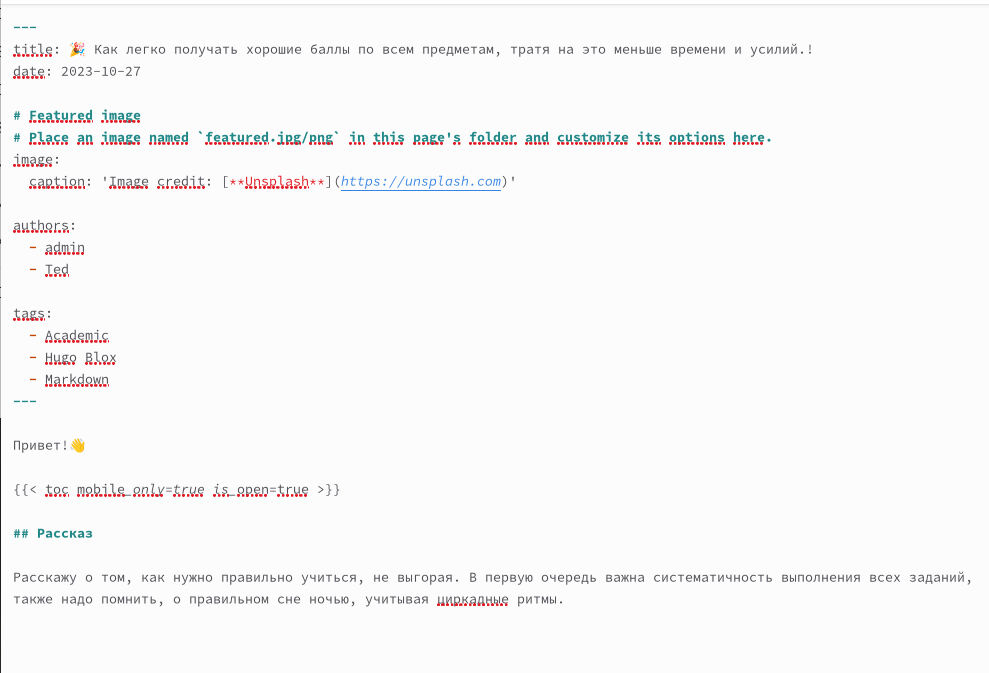 ---
title: 🎉 Как легко получать хорошие баллы по всем предметам, тратя на это меньше времени и усилий.!
date: 2023-10-27

# Featured image
# Place an image named `featured.jpg/png` in this page's folder and customize its options here.
image:
  caption: 'Image credit: [**Unsplash**](https://unsplash.com)'

authors:
  - admin
  - Ted

tags:
  - Academic
  - Hugo Blox
  - Markdown
---

Привет!👋

{{< toc mobile_only=true is_open=true >}}

## Рассказ

Расскажу о том, как нужно правильно учиться, не выгорая. В первую очередь важна систематичность выполнения всех заданий,
также надо помнить, о правильном сне ночью, учитывая циркадные ритмы.